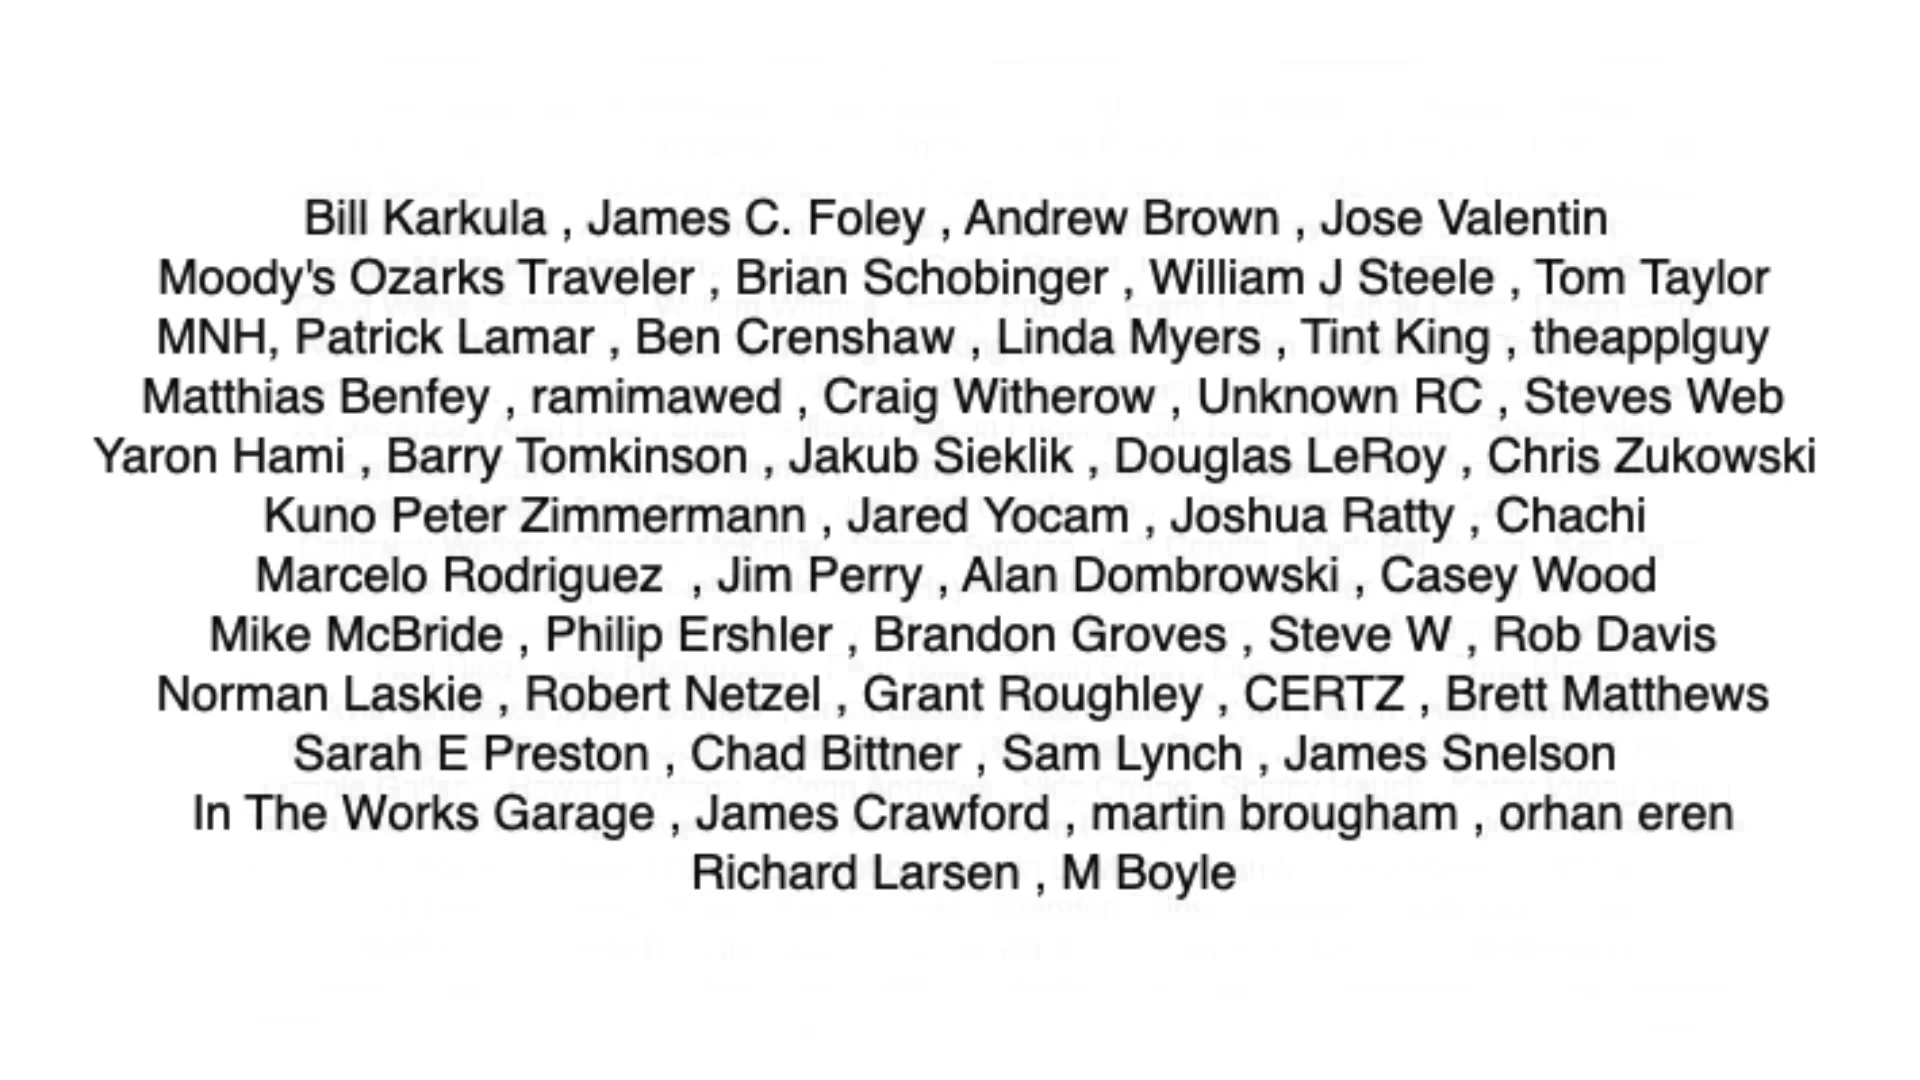 Bill Karkula , James C. Foley , Andrew Brown , Jose Valentin
Moody's Ozarks Traveler , Brian Schobinger , William J Steele , Tom Taylor
MNH, Patrick Lamar , Ben Crenshaw , Linda Myers , Tint King , theapplguy
Matthias Benfey , ramimawed , Craig Witherow , Unknown RC , Steves Web
Yaron Hami , Barry Tomkinson , Jakub Sieklik , Douglas LeRoy , Chris Zukowski
Kuno Peter Zimmermann , Jared Yocam , Joshua Ratty , Chachi
Marcelo Rodriguez , Jim Perry , Alan Dombrowski , Casey Wood
Mike McBride , Philip Ershler , Brandon Groves , Steve W , Rob Davis
Norman Laskie , Robert Netzel , Grant Roughley , CERTZ , Brett Matthews
Sarah E Preston , Chad Bittner , Sam Lynch , James Snelson
In The Works Garage , James Crawford , martin brougham , orhan eren
Richard Larsen , M Boyle